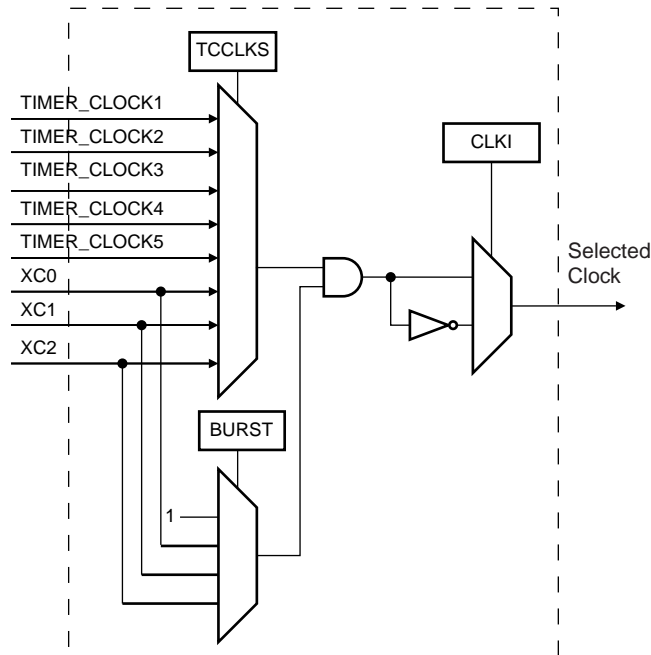 TCCLKS
TIMER_CLOCK1
TIMER_CLOCK2
TIMER_CLOCK3
TIMER_CLOCK4
TIMER_CLOCK5
XC0
XC1
XC2
CLKI
Selected
Clock
BURST
1